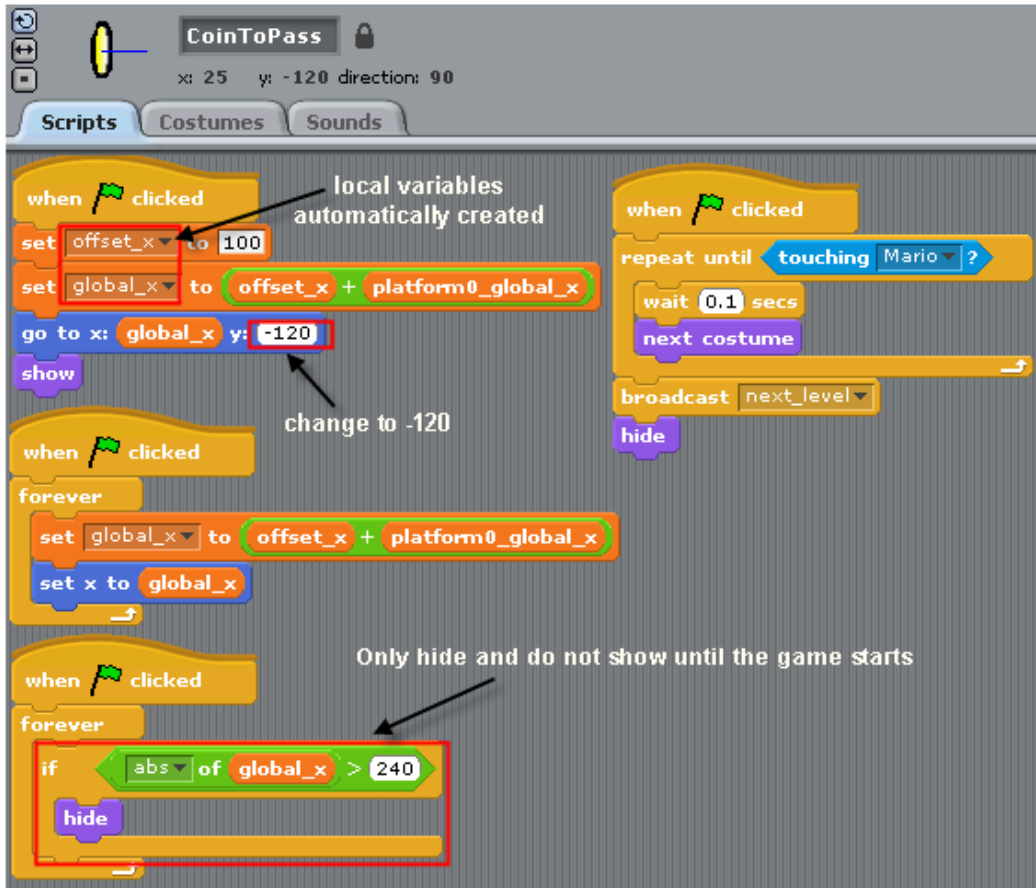 CoinToPass
x: 25 y: -120 direction: 90
Scripts Costumes Sounds
when clicked
set offset_x to 100
set global_x to offset_x + platform0_global_x
go to x: global_x y: -120
show
local variables
automatically created
change to -120
when clicked
forever
set global_x to offset_x + platform0_global_x
set x to global_x
Only hide and do not show until the game starts
when clicked
forever
if abs of global_x > 240
hide
when clicked
repeat until touching Mario ?
wait 0.1 secs
next costume
broadcast next_level
hide